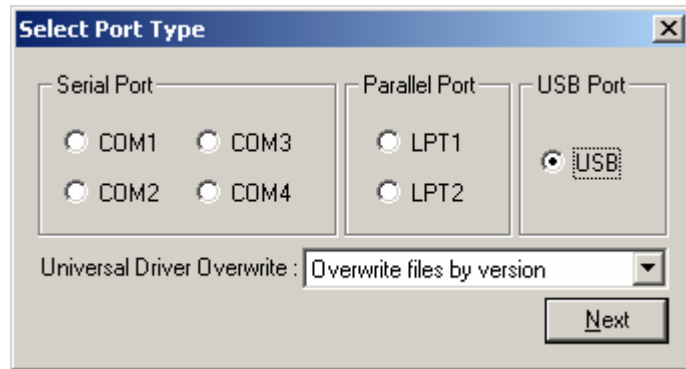 Select Port Type
Serial Port
Parallel Port
USB Port
COM1
COM3
LPT1
USB
COM2
COM4
LPT2
Universal Driver Overwrite :
Overwrite files by version
Next